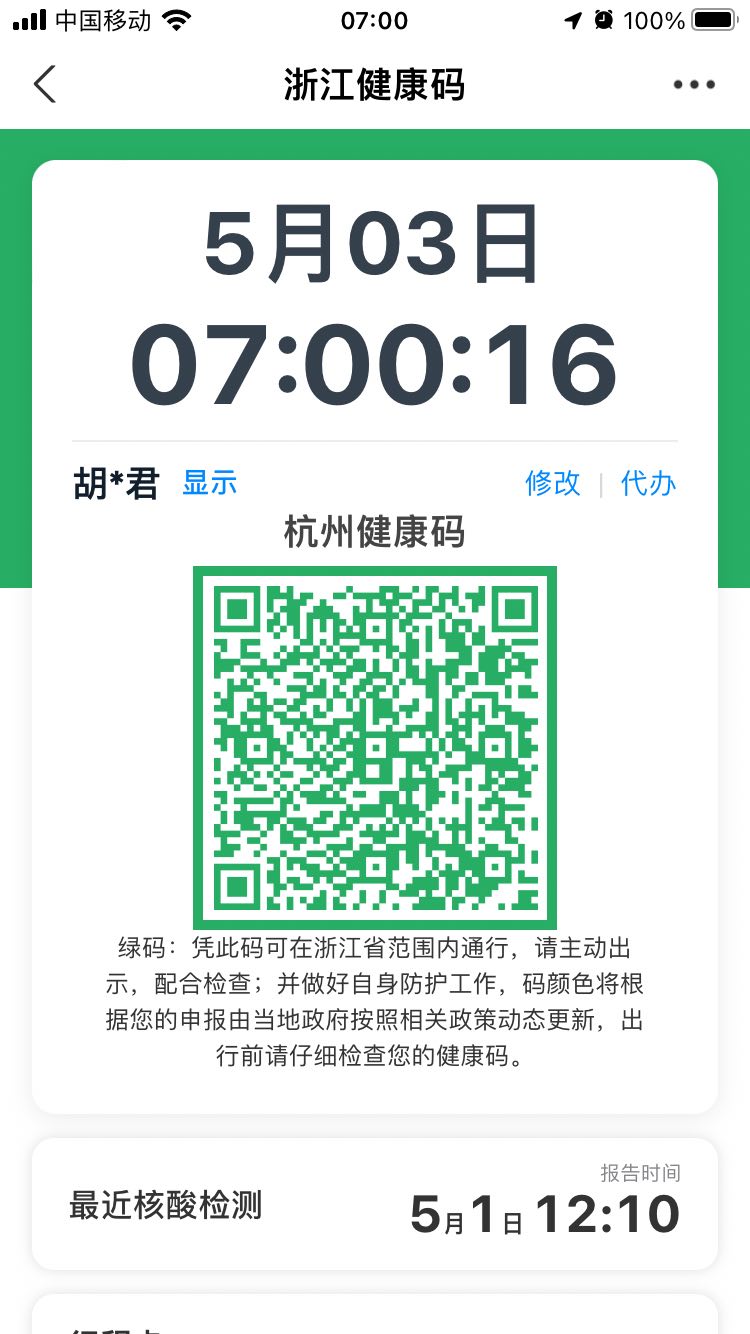 中国移动 07:00 100%
浙江健康码
5月03日
07:00:16
胡*君 显示 修改 | 代办
杭州健康码
绿码：凭此码可在浙江省范围内通行，请主动出
示，配合检查；并做好自身防护工作，码颜色将根
据您的申报由当地政府按照相关政策动态更新，出
行前请仔细检查您的健康码。
报告时间
最近核酸检测 5月1日 12:10